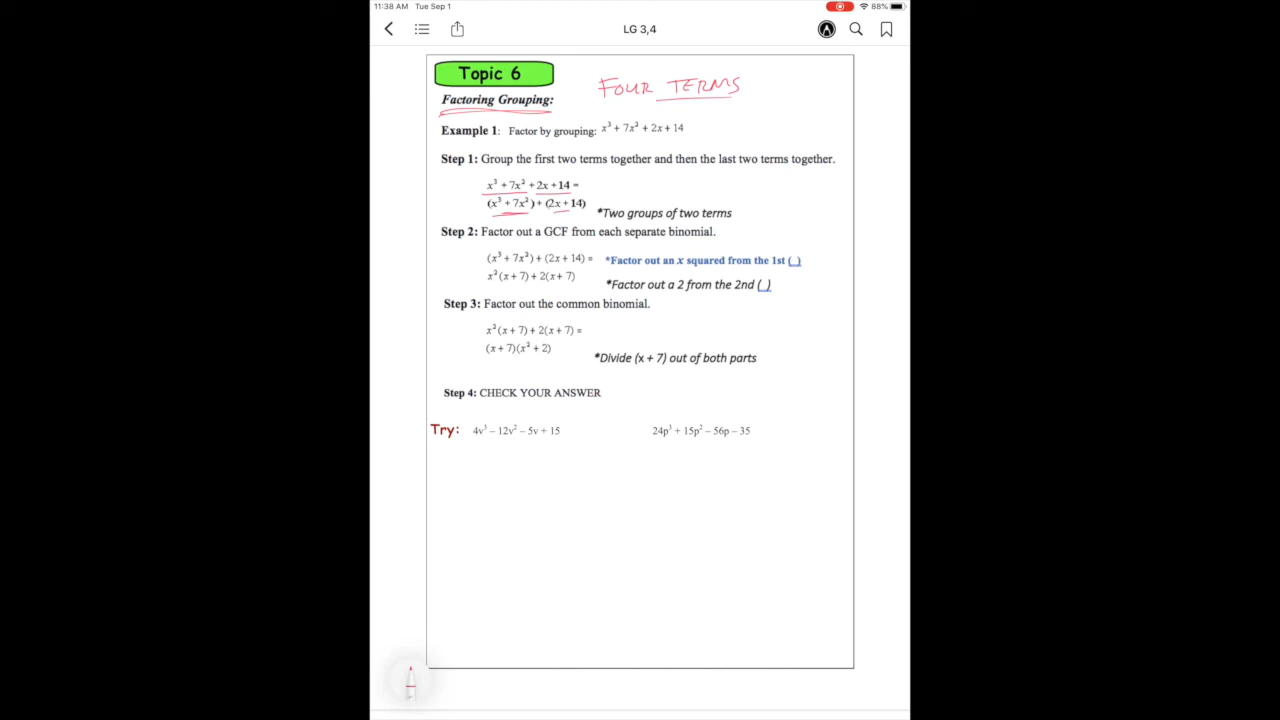 11:38 AM Tue Sep 1 88%
LG 3,4
Topic 6
FOUR TERMS
Factoring Grouping:
Example 1: Factor by grouping: x³ + 7x² + 2x + 14
Step 1: Group the first two terms together and then the last two terms together.
x³ + 7x² + 2x + 14 =
(x³ + 7x²) + (2x + 14)
*Two groups of two terms
Step 2: Factor out a GCF from each separate binomial.
(x³ + 7x²) + (2x + 14) = *Factor out an x squared from the 1st (_)
x²(x + 7) + 2(x + 7)
*Factor out a 2 from the 2nd (_)
Step 3: Factor out the common binomial.
x²(x + 7) + 2(x + 7) =
(x + 7)(x² + 2)
*Divide (x + 7) out of both parts
Step 4: CHECK YOUR ANSWER
Try: 4v³ – 12v² – 5v + 15 24p³ + 15p² – 56p – 35